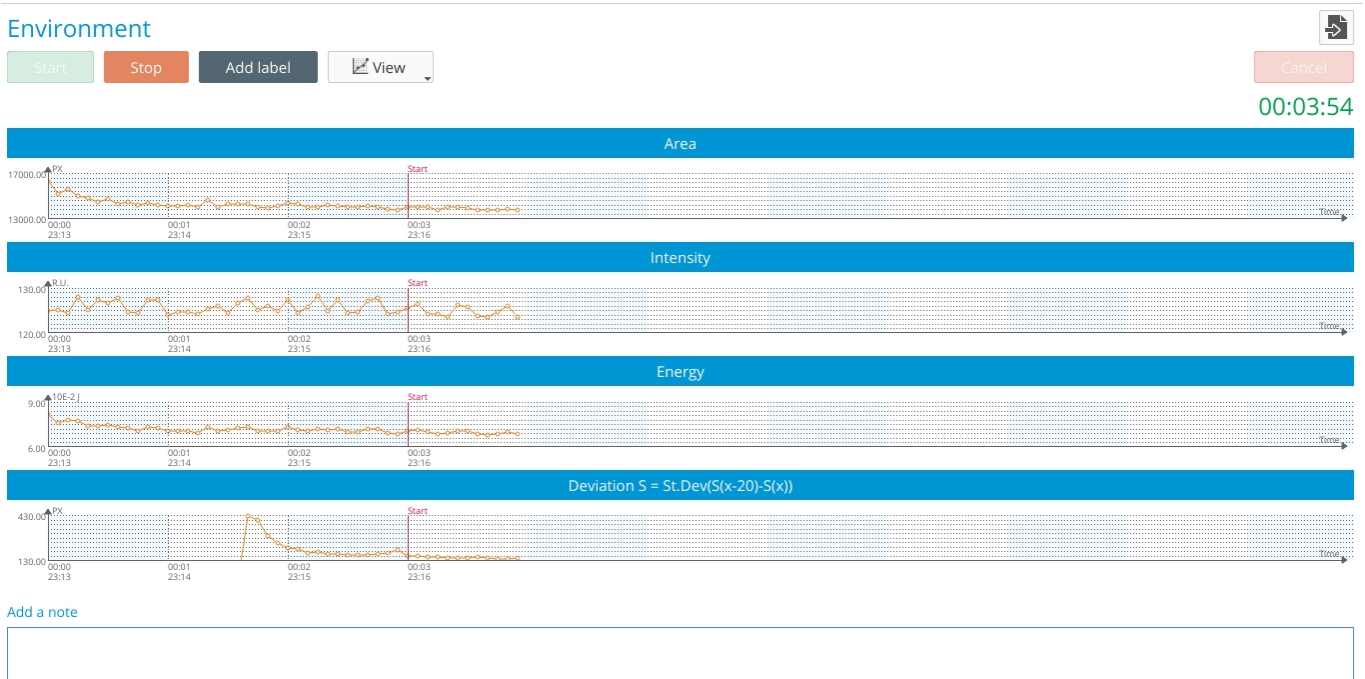 Environment
Start Stop Add label View Cancel
00:03:54
Area
PX Start
17000.00
13000.00 Time
00:00 00:01 00:02 00:03
23:13 23:14 23:15 23:16
Intensity
R.U. Start
130.00
120.00 Time
00:00 00:01 00:02 00:03
23:13 23:14 23:15 23:16
Energy
10E-2 J Start
9.00
6.00 Time
00:00 00:01 00:02 00:03
23:13 23:14 23:15 23:16
Deviation S = St.Dev(S(x-20)-S(x))
PX Start
430.00
130.00 Time
00:00 00:01 00:02 00:03
23:13 23:14 23:15 23:16
Add a note